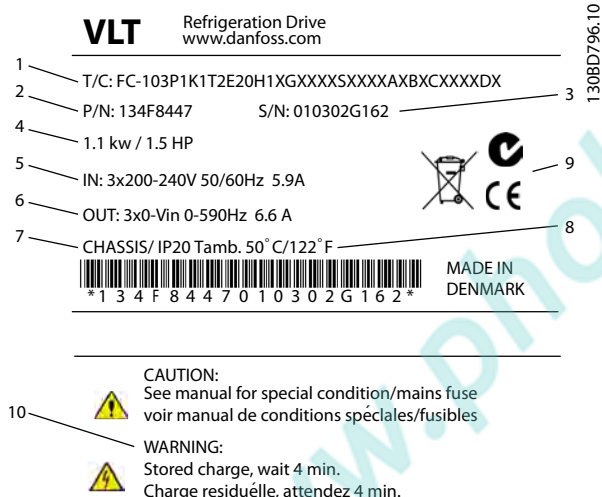 VLT Refrigeration Drive
www.danfoss.com
130BD796.10
1 T/C: FC-103P1K1T2E20H1XGXXXXSXXXXAXBXCXXXXDX
2 P/N: 134F8447 S/N: 010302G162 3
4 1.1 kw / 1.5 HP
5 IN: 3x200-240V 50/60Hz 5.9A
9
CE
6 OUT: 3x0-Vin 0-590Hz 6.6 A
7 CHASSIS/ IP20 Tamb. 50˚C/122˚F 8
*134F8447010302G162*
MADE IN
DENMARK
CAUTION:
See manual for special condition/mains fuse
voir manual de conditions spéclales/fusibles
10 WARNING:
Stored charge, wait 4 min.
Charge residuélle, attendez 4 min.